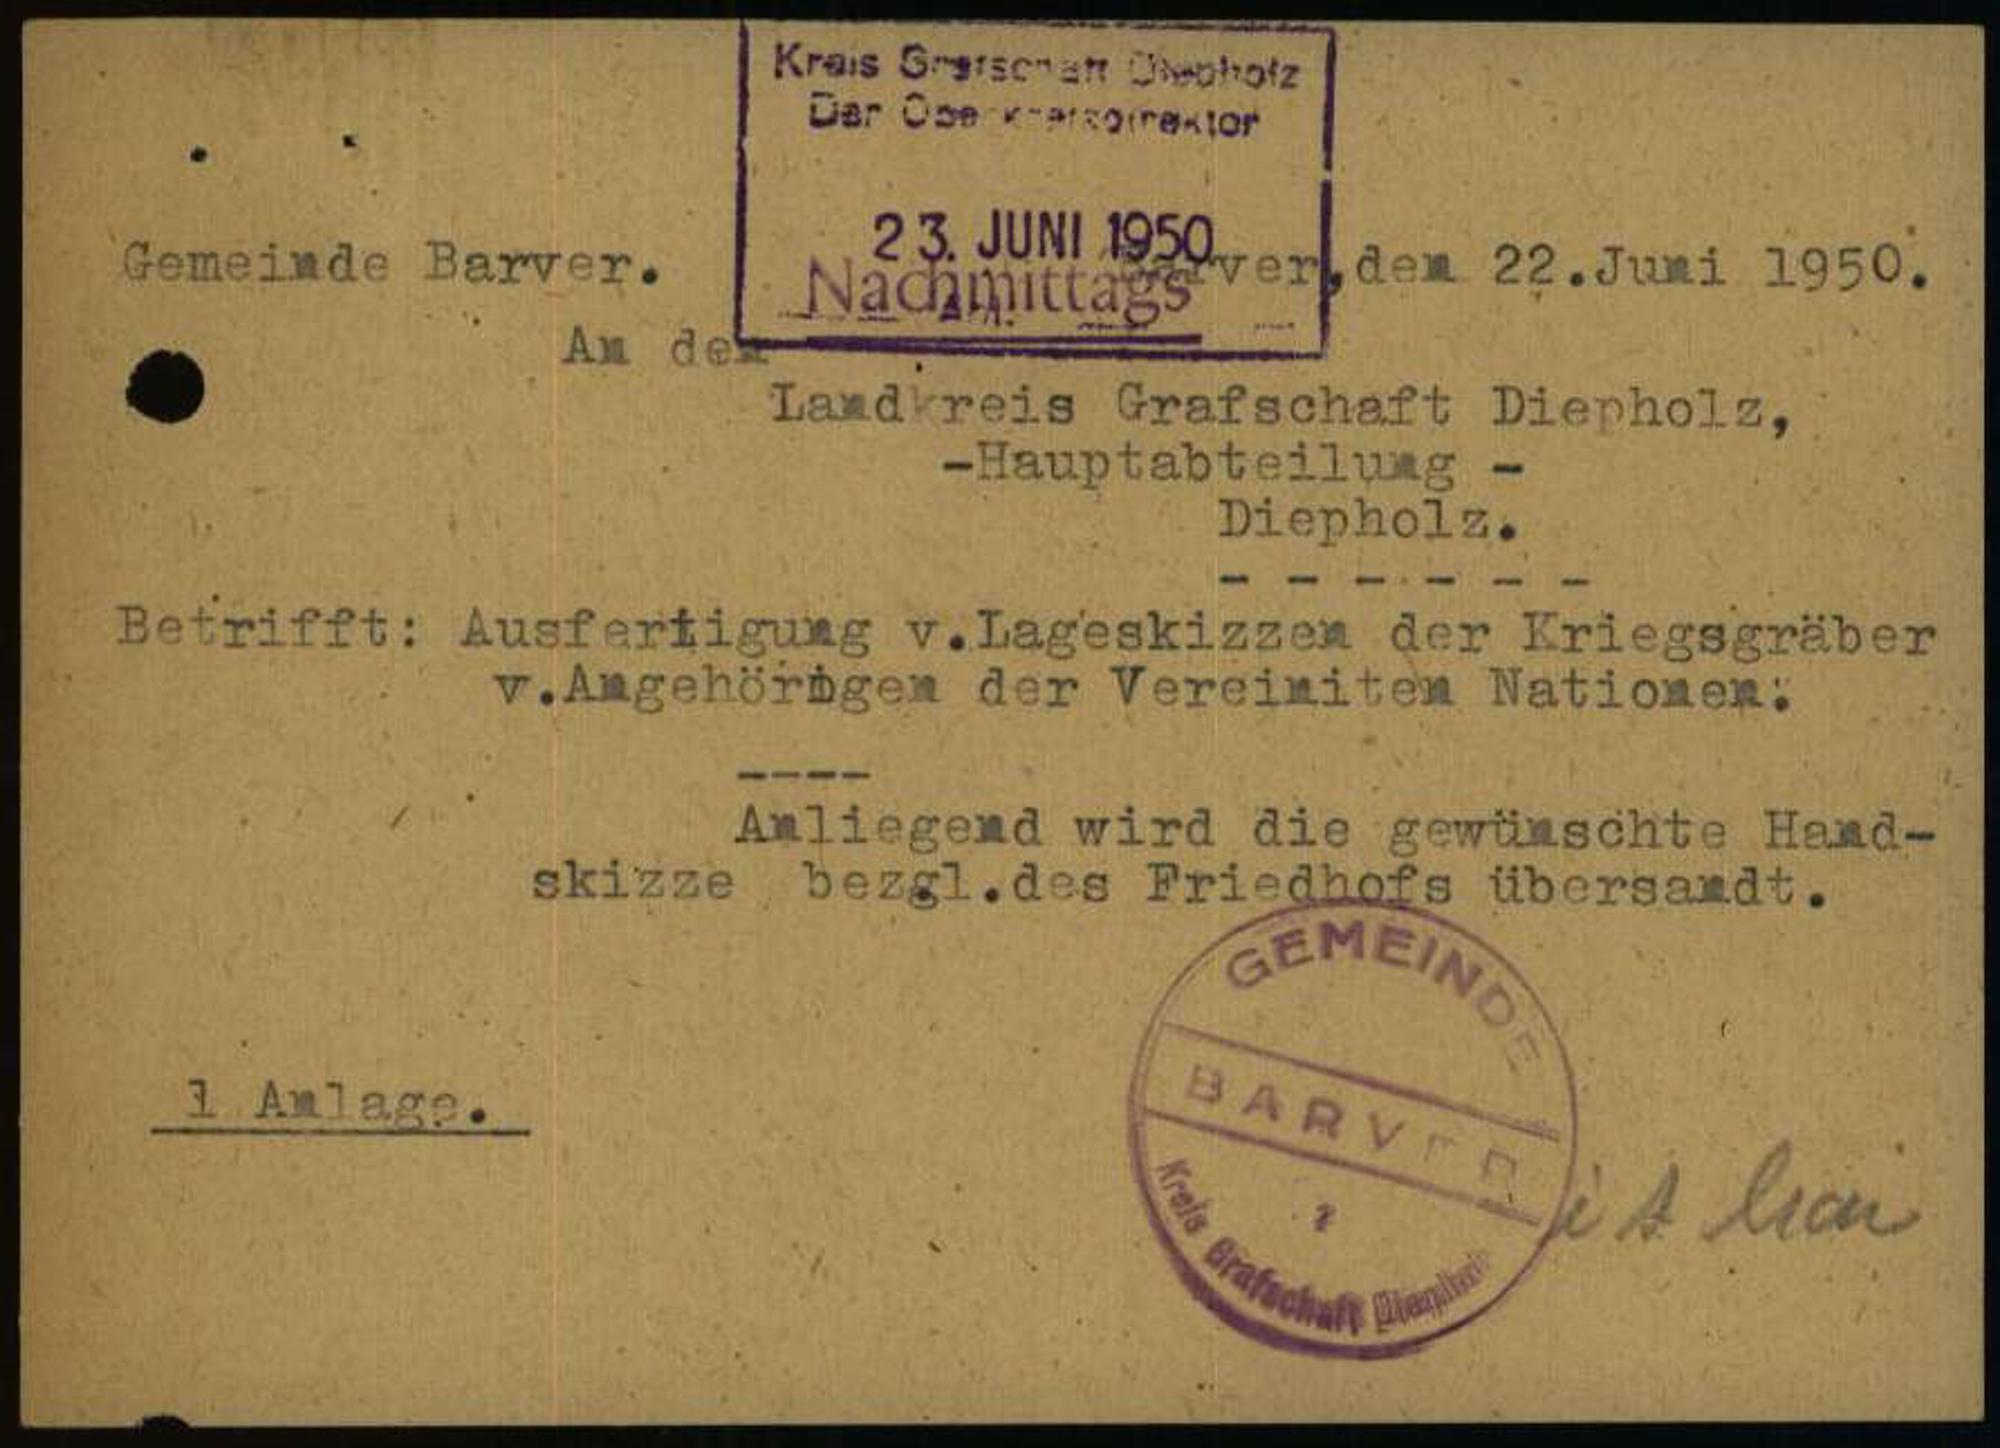 Kreis Grafschaft Diepholz
Der Oberkreisdirektor
23. JUNI 1950
Nachmittags
Gemeinde Barver. Barver, den 22.Juni 1950.
An den
Landkreis Grafschaft Diepholz,
-Hauptabteilung -
Diepholz.
- - - - - -
Betrifft: Ausfertigung v.Lageskizzen der Kriegsgräber
v.Angehörigen der Vereiniten Nationen:
----
Anliegend wird die gewünschte Hand-
skizze bezgl.des Friedhofs übersandt.
GEMEINDE
BARVER
Kreis Grafschaft Diepholz
1 Anlage.